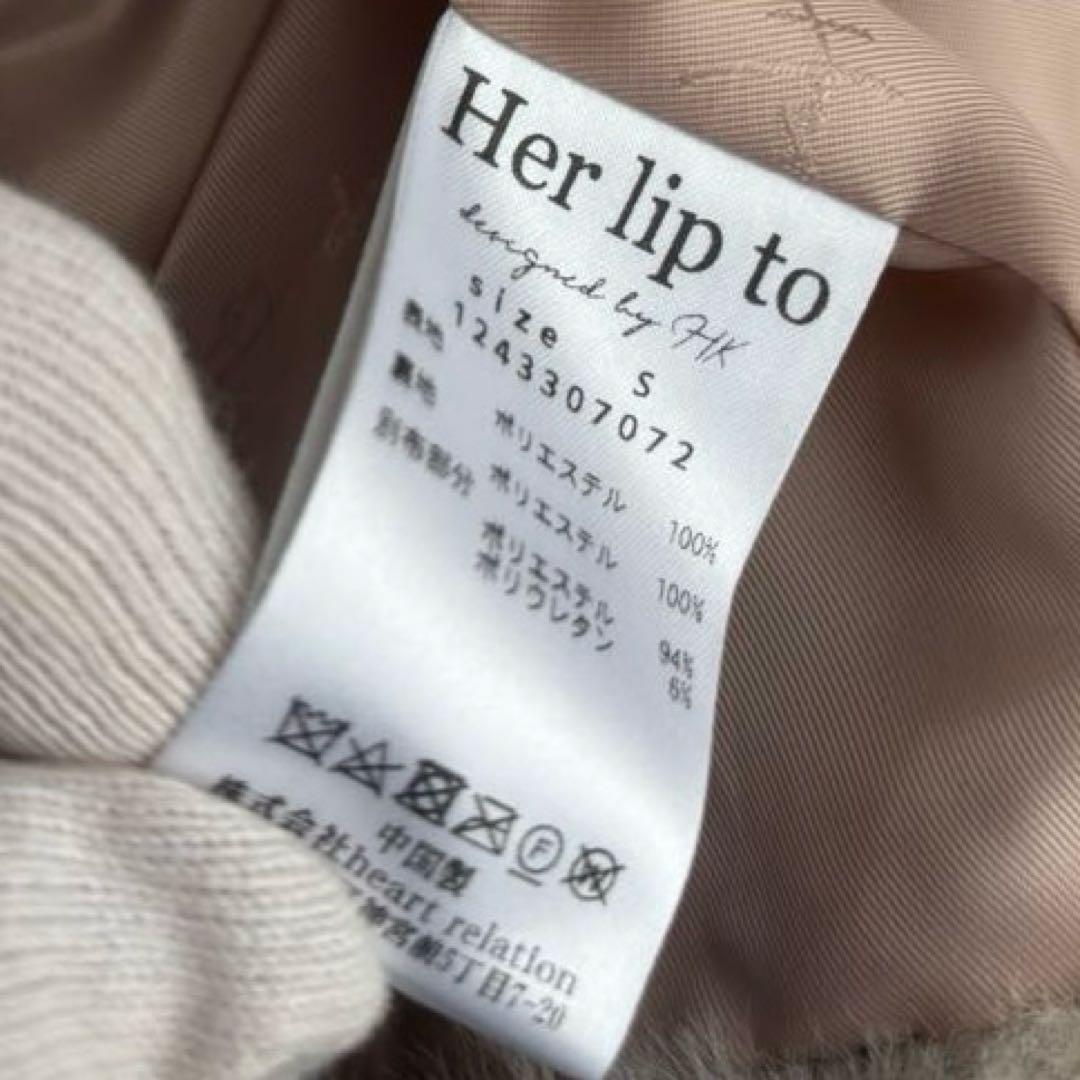 Her lip to
designed by HK
size S
1243307072
表地 ポリエステル 100%
裏地 ポリエステル 100%
別布部分 ポリエステル 94%
ポリウレタン 6%
F
W
中国製
株式会社heart relation
神宮前5丁目7-20